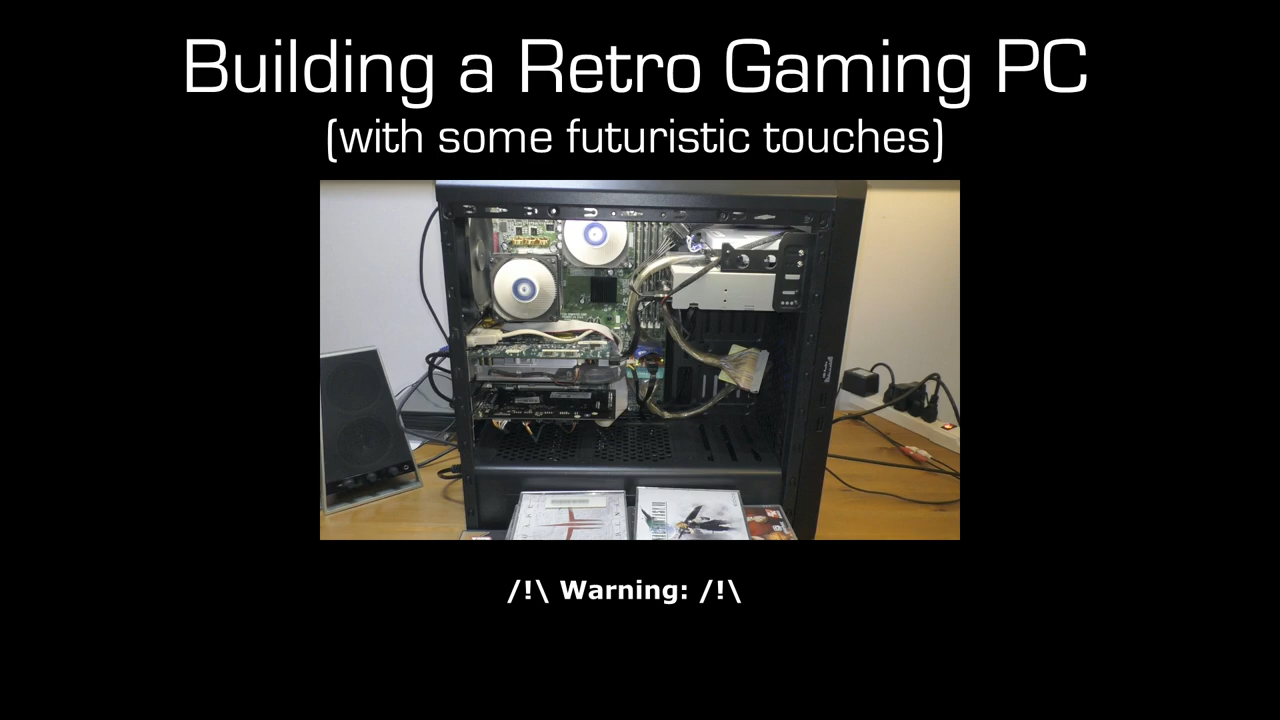 Building a Retro Gaming PC
(with some futuristic touches)
/!\ Warning: /!\